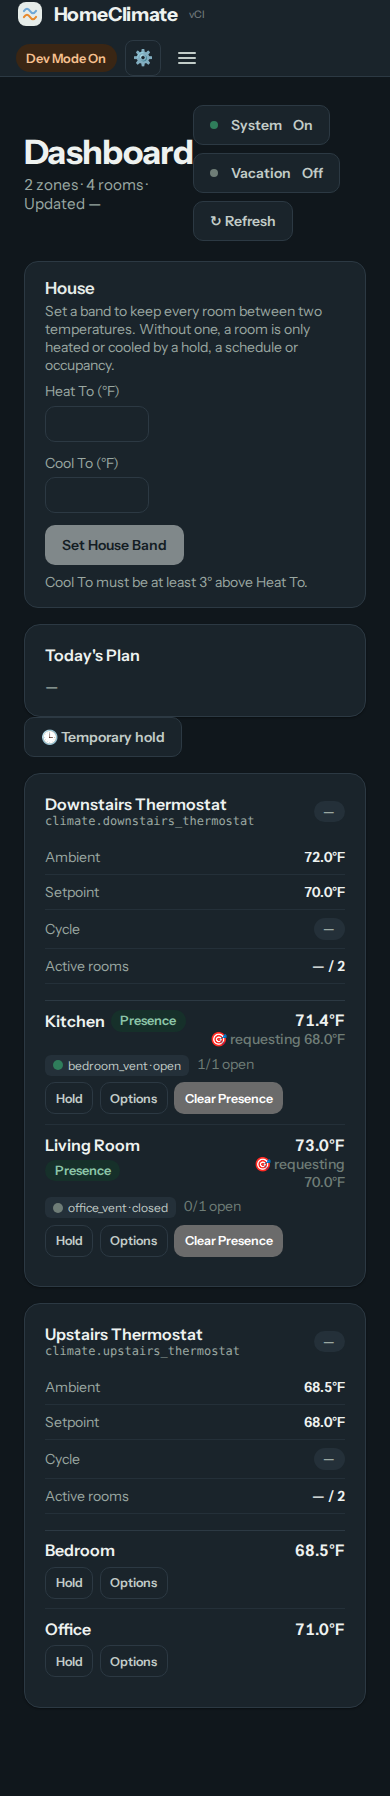 HomeClimate vCI
Dev Mode On
Dashboard
2 zones · 4 rooms ·
Updated —
System On
Vacation Off
↻ Refresh
House
Set a band to keep every room between two
temperatures. Without one, a room is only
heated or cooled by a hold, a schedule or
occupancy.
Heat To (°F)
Cool To (°F)
Set House Band
Cool To must be at least 3° above Heat To.
Today's Plan
—
🕒 Temporary hold
Downstairs Thermostat —
climate.downstairs_thermostat
Ambient 72.0°F
Setpoint 70.0°F
Cycle —
Active rooms — / 2
Kitchen Presence 71.4°F
🎯 requesting 68.0°F
bedroom_vent · open 1/1 open
Hold Options Clear Presence
Living Room 73.0°F
Presence 🎯 requesting
70.0°F
office_vent · closed 0/1 open
Hold Options Clear Presence
Upstairs Thermostat —
climate.upstairs_thermostat
Ambient 68.5°F
Setpoint 68.0°F
Cycle —
Active rooms — / 2
Bedroom 68.5°F
Hold Options
Office 71.0°F
Hold Options